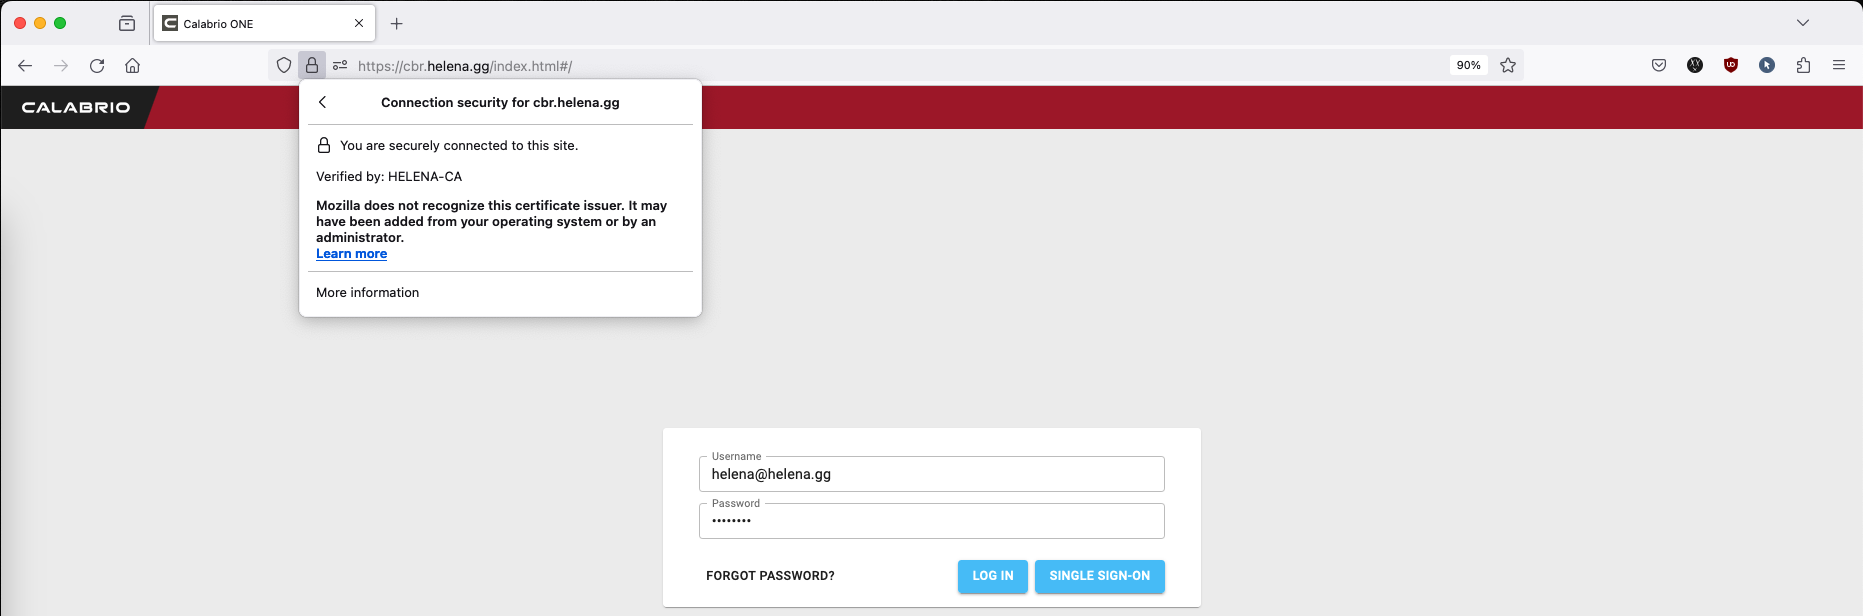 Calabrio ONE
https://cbr.helena.gg/index.html#/
90%
CALABRIO
Connection security for cbr.helena.gg
You are securely connected to this site.
Verified by: HELENA-CA
Mozilla does not recognize this certificate issuer. It may
have been added from your operating system or by an
administrator.
Learn more
More information
Username
helena@helena.gg
Password
••••••••
FORGOT PASSWORD?
LOG IN
SINGLE SIGN-ON